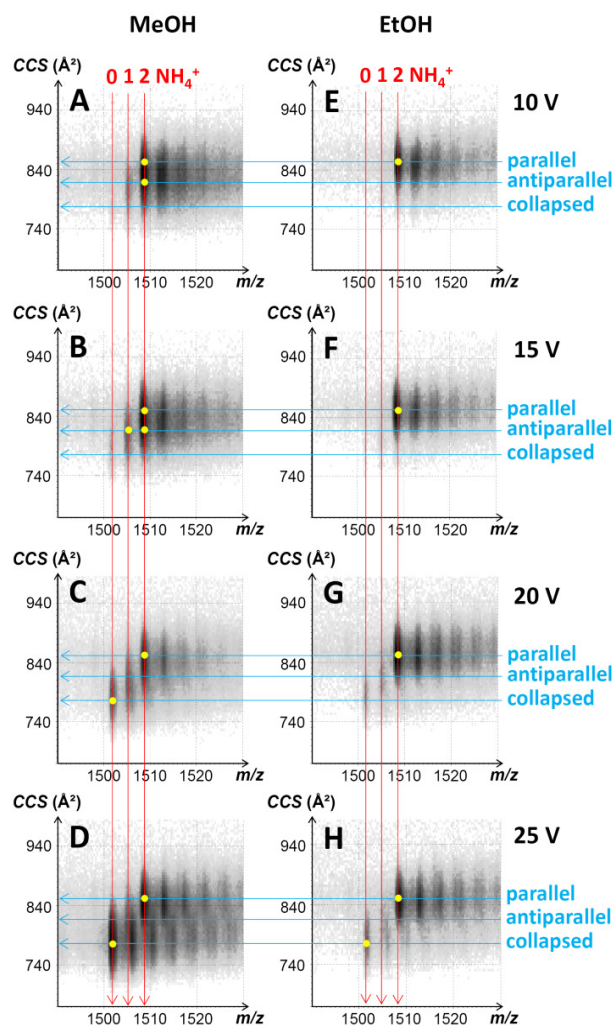 MeOH EtOH
CCS (Å²) 0 1 2 NH₄⁺ CCS (Å²) 0 1 2 NH₄⁺
A E 10 V
940 940
840 840 parallel
antiparallel
740 740 collapsed
1500 1510 1520 m/z 1500 1510 1520 m/z
CCS (Å²) CCS (Å²)
B F 15 V
940 940
840 840 parallel
antiparallel
740 740 collapsed
1500 1510 1520 m/z 1500 1510 1520 m/z
CCS (Å²) CCS (Å²)
C G 20 V
940 940
840 840 parallel
antiparallel
740 740 collapsed
1500 1510 1520 m/z 1500 1510 1520 m/z
CCS (Å²) CCS (Å²)
D H 25 V
940 940
840 840 parallel
antiparallel
740 740 collapsed
1500 1510 1520 m/z 1500 1510 1520 m/z